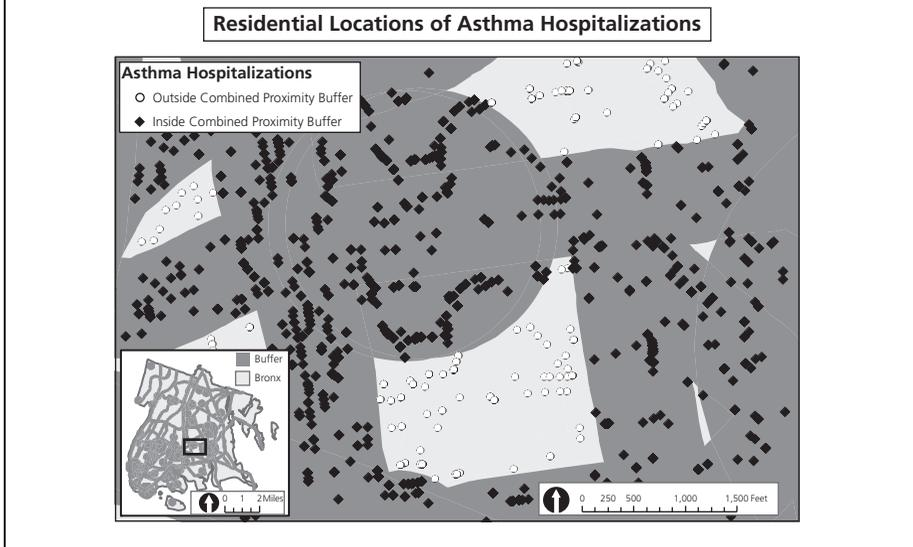 Residential Locations of Asthma Hospitalizations
Asthma Hospitalizations
Outside Combined Proximity Buffer
Inside Combined Proximity Buffer
Buffer
Bronx
0 1 2 Miles
0 250 500 1,000 1,500 Feet